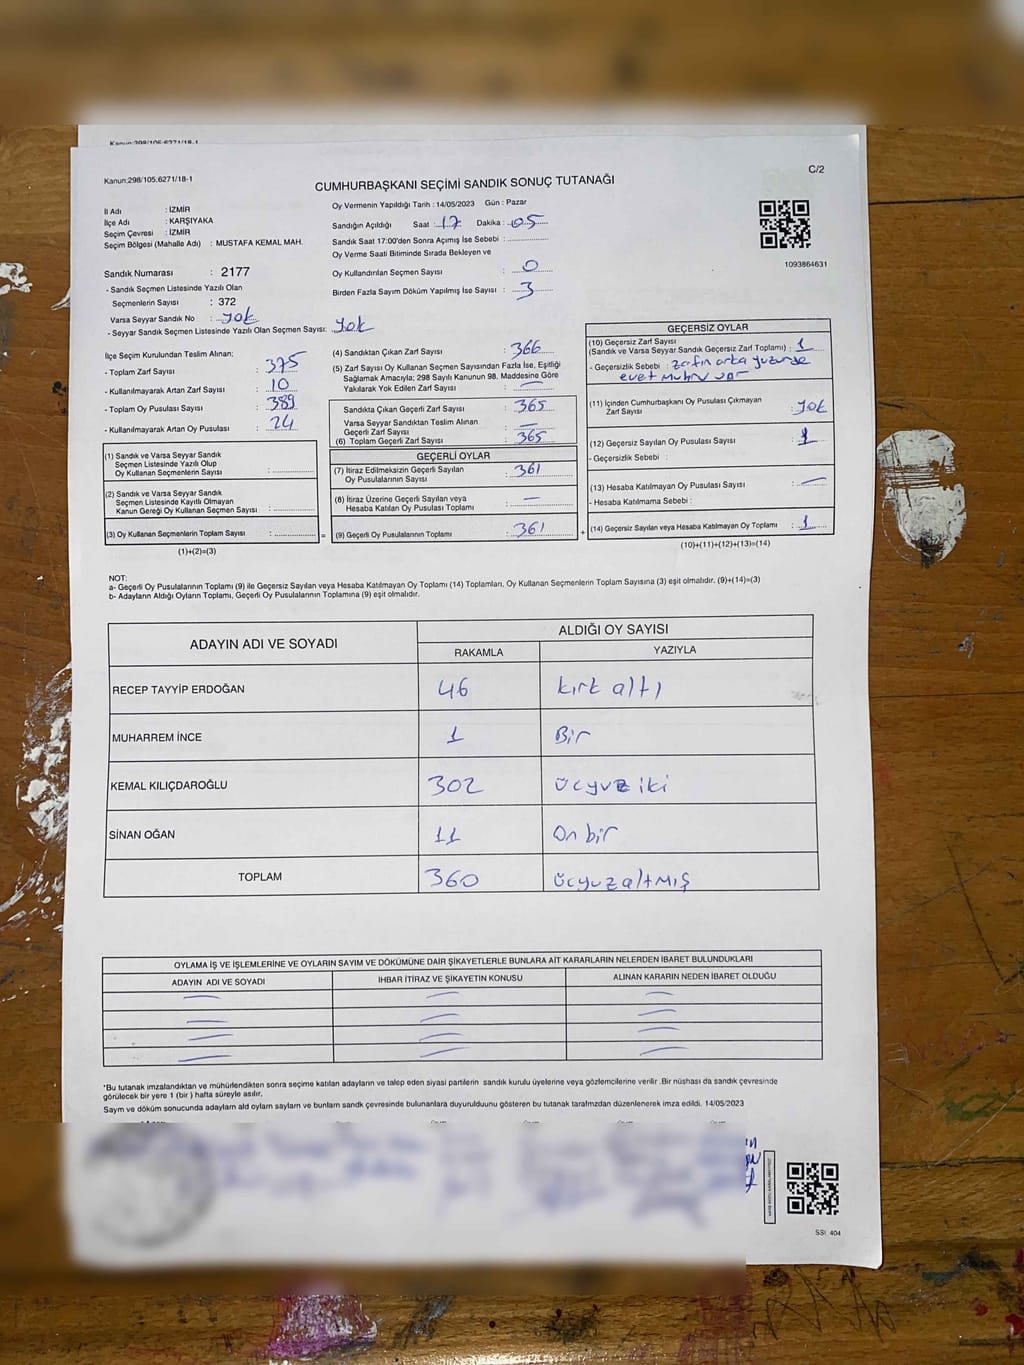 Kanun:298/105:6271/18-1
Kanun:298/105:6271/18-1
C/2
CUMHURBAŞKANI SEÇİMİ SANDIK SONUÇ TUTANAĞI
İl Adı : İZMİR
İlçe Adı : KARŞIYAKA
Seçim Çevresi : İZMİR
Seçim Bölgesi (Mahalle Adı) : MUSTAFA KEMAL MAH.
Oy Vermenin Yapıldığı Tarih : 14/05/2023 Gün : Pazar
Sandığın Açıldığı Saat : 17 Dakika : 05
Sandık Saat 17:00'den Sonra Açımış İse Sebebi :
Oy Verme Saati Bitiminde Sırada Bekleyen ve
Oy Kullandırılan Seçmen Sayısı : 0
Birden Fazla Sayım Döküm Yapılmış İse Sayısı : 3
1093864631
Sandık Numarası : 2177
- Sandık Seçmen Listesinde Yazılı Olan
Seçmenlerin Sayısı : 372
Varsa Seyyar Sandık No : Yok
- Seyyar Sandık Seçmen Listesinde Yazılı Olan Seçmen Sayısı: Yok
İlçe Seçim Kurulundan Teslim Alınan;
- Toplam Zarf Sayısı : 375
- Kullanılmayarak Artan Zarf Sayısı : 10
- Toplam Oy Pusulası Sayısı : 389
- Kullanılmayarak Artan Oy Pusulası : 24
(1) Sandık ve Varsa Seyyar Sandık
Seçmen Listesinde Yazılı Olup
Oy Kullanan Seçmenlerin Sayısı :
(2) Sandık ve Varsa Seyyar Sandık
Seçmen Listesinde Kayıtlı Olmayan
Kanun Gereği Oy Kullanan Seçmen Sayısı :
(3) Oy Kullanan Seçmenlerin Toplam Sayısı : =
(1)+(2)=(3)
(4) Sandıktan Çıkan Zarf Sayısı : 366
(5) Zarf Sayısı Oy Kullanan Seçmen Sayısından Fazla İse, Eşitliği
Sağlamak Amacıyla; 298 Sayılı Kanunun 98. Maddesine Göre
Yakılarak Yok Edilen Zarf Sayısı : —
Sandıkta Çıkan Geçerli Zarf Sayısı : 365
Varsa Seyyar Sandıktan Teslim Alınan
Geçerli Zarf Sayısı : —
(6) Toplam Geçerli Zarf Sayısı : 365
GEÇERLİ OYLAR
(7) İtiraz Edilmeksizin Geçerli Sayılan
Oy Pusulalarının Sayısı : 361
(8) İtiraz Üzerine Geçerli Sayılan veya
Hesaba Katılan Oy Pusulası Toplamı : —
(9) Geçerli Oy Pusulalarının Toplamı : 361 +
GEÇERSİZ OYLAR
(10) Geçersiz Zarf Sayısı
(Sandık ve Varsa Seyyar Sandık Geçersiz Zarf Toplamı) : 1
- Geçersizlik Sebebi : zafın arka yüzünde
evet mührü var
(11) İçinden Cumhurbaşkanı Oy Pusulası Çıkmayan
Zarf Sayısı : Yok
(12) Geçersiz Sayılan Oy Pusulası Sayısı : 1
- Geçersizlik Sebebi :
(13) Hesaba Katılmayan Oy Pusulası Sayısı : —
- Hesaba Katılmama Sebebi :
(14) Geçersiz Sayılan veya Hesaba Katılmayan Oy Toplamı : 1
(10)+(11)+(12)+(13)=(14)
NOT:
a- Geçerli Oy Pusulalarının Toplamı (9) ile Geçersiz Sayılan veya Hesaba Katılmayan Oy Toplamı (14) Toplamları, Oy Kullanan Seçmenlerin Toplam Sayısına (3) eşit olmalıdır. (9)+(14)=(3)
b- Adayların Aldığı Oyların Toplamı, Geçerli Oy Pusulalarının Toplamına (9) eşit olmalıdır.
ADAYIN ADI VE SOYADI ALDIĞI OY SAYISI
RAKAMLA YAZIYLA
RECEP TAYYİP ERDOĞAN 46 kırk altı
MUHARREM İNCE 1 Bir
KEMAL KILIÇDAROĞLU 302 Üçyüz iki
SİNAN OĞAN 11 On bir
TOPLAM 360 Üçyüzaltmış
OYLAMA İŞ VE İŞLEMLERİNE VE OYLARIN SAYIM VE DÖKÜMÜNE DAİR ŞİKAYETLERLE BUNLARA AİT KARARLARIN NELERDEN İBARET BULUNDUKLARI
ADAYIN ADI VE SOYADI İHBAR İTİRAZ VE ŞİKAYETİN KONUSU ALINAN KARARIN NEDEN İBARET OLDUĞU
— — —
— — —
— — —
— — —
*Bu tutanak imzalandıktan ve mühürlendikten sonra seçime katılan adayların ve talep eden siyasi partilerin sandık kurulu üyelerine veya gözlemcilerine verilir .Bir nüshası da sandık çevresinde
görülecek bir yere 1 (bir ) hafta süreyle asılır.
Sayım ve döküm sonucunda adaylarn ald oylarn saylarn ve bunlarn sandk çevresinde bulunanlara duyurulduunu gösteren bu tutanak tarafmzdan düzenlenerek imza edildi. 14/05/2023
SSI 404